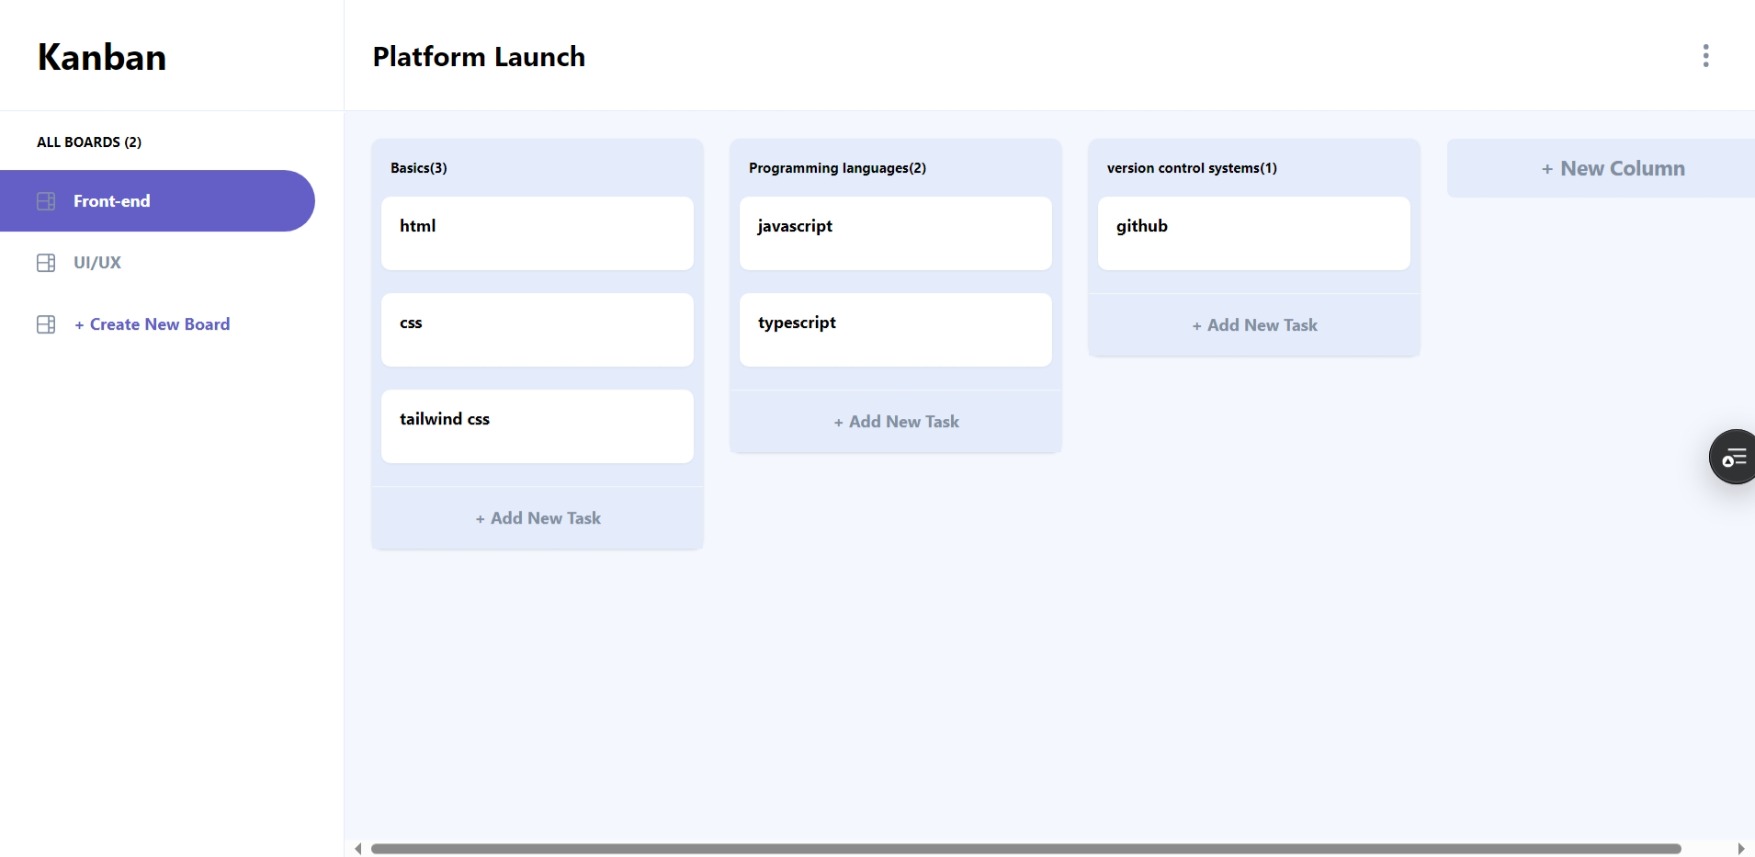 Kanban
Platform Launch
ALL BOARDS (2)
Front-end
UI/UX
+ Create New Board
Basics(3)
html
css
tailwind css
+ Add New Task
Programming languages(2)
javascript
typescript
+ Add New Task
version control systems(1)
github
+ Add New Task
+ New Column